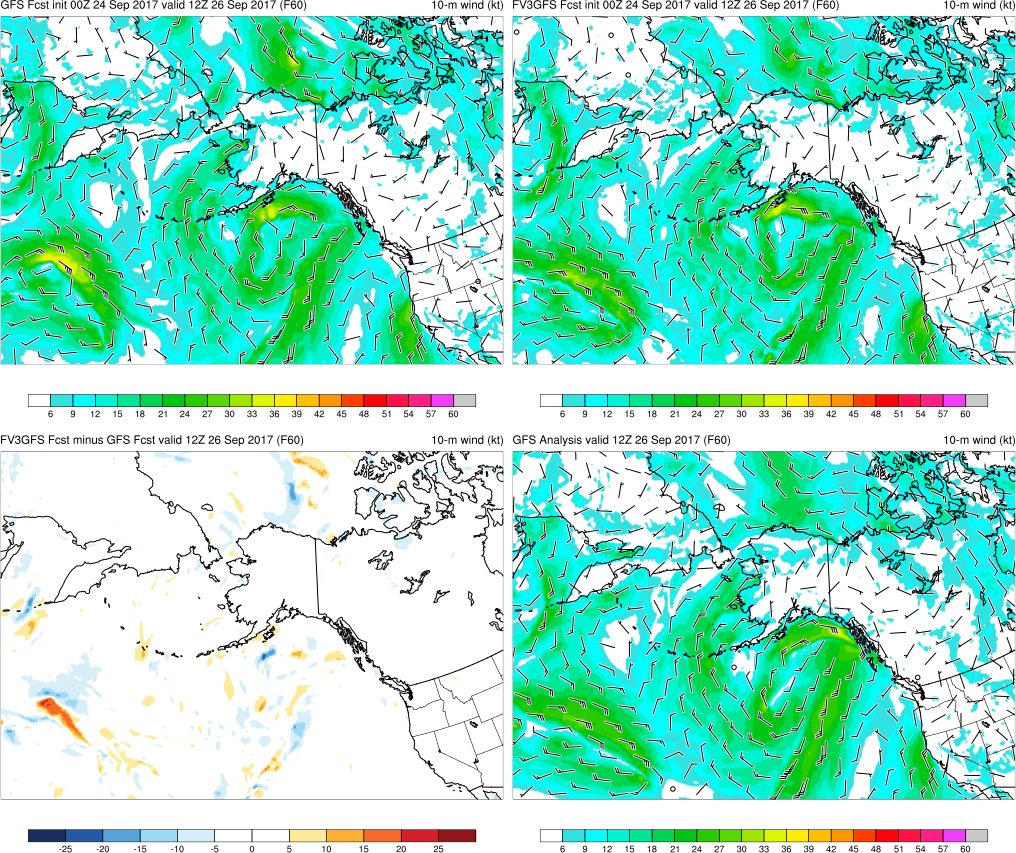 GFS Fcst init 00Z 24 Sep 2017 valid 12Z 26 Sep 2017 (F60) 10-m wind (kt)
FV3GFS Fcst init 00Z 24 Sep 2017 valid 12Z 26 Sep 2017 (F60) 10-m wind (kt)
6 9 12 15 18 21 24 27 30 33 36 39 42 45 48 51 54 57 60
6 9 12 15 18 21 24 27 30 33 36 39 42 45 48 51 54 57 60
FV3GFS Fcst minus GFS Fcst valid 12Z 26 Sep 2017 (F60) 10-m wind (kt)
GFS Analysis valid 12Z 26 Sep 2017 (F60) 10-m wind (kt)
-25 -20 -15 -10 -5 0 5 10 15 20 25
6 9 12 15 18 21 24 27 30 33 36 39 42 45 48 51 54 57 60